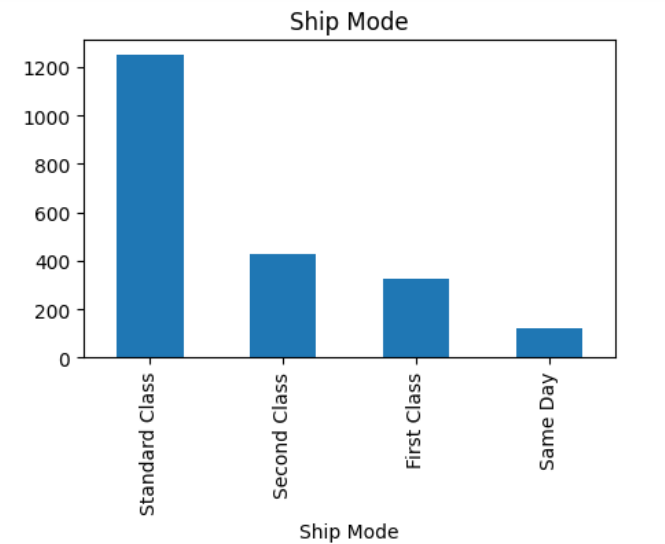 Ship Mode
1200
1000
800
600
400
200
0
Standard Class
Second Class
First Class
Same Day
Ship Mode